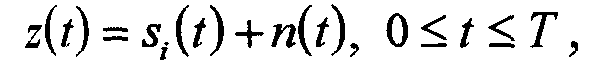 z(t) = s_i(t) + n(t), 0 ≤ t ≤ T,